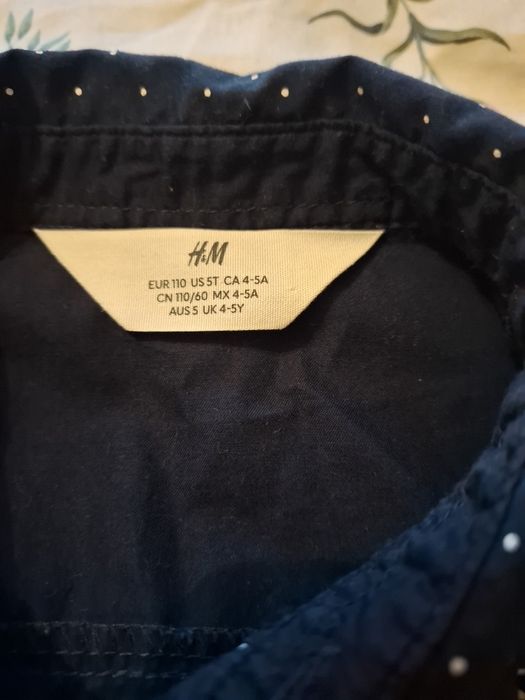 H&M
EUR 110 US 5T CA 4-5A
CN 110/60 MX 4-5A
AUS 5 UK 4-5Y